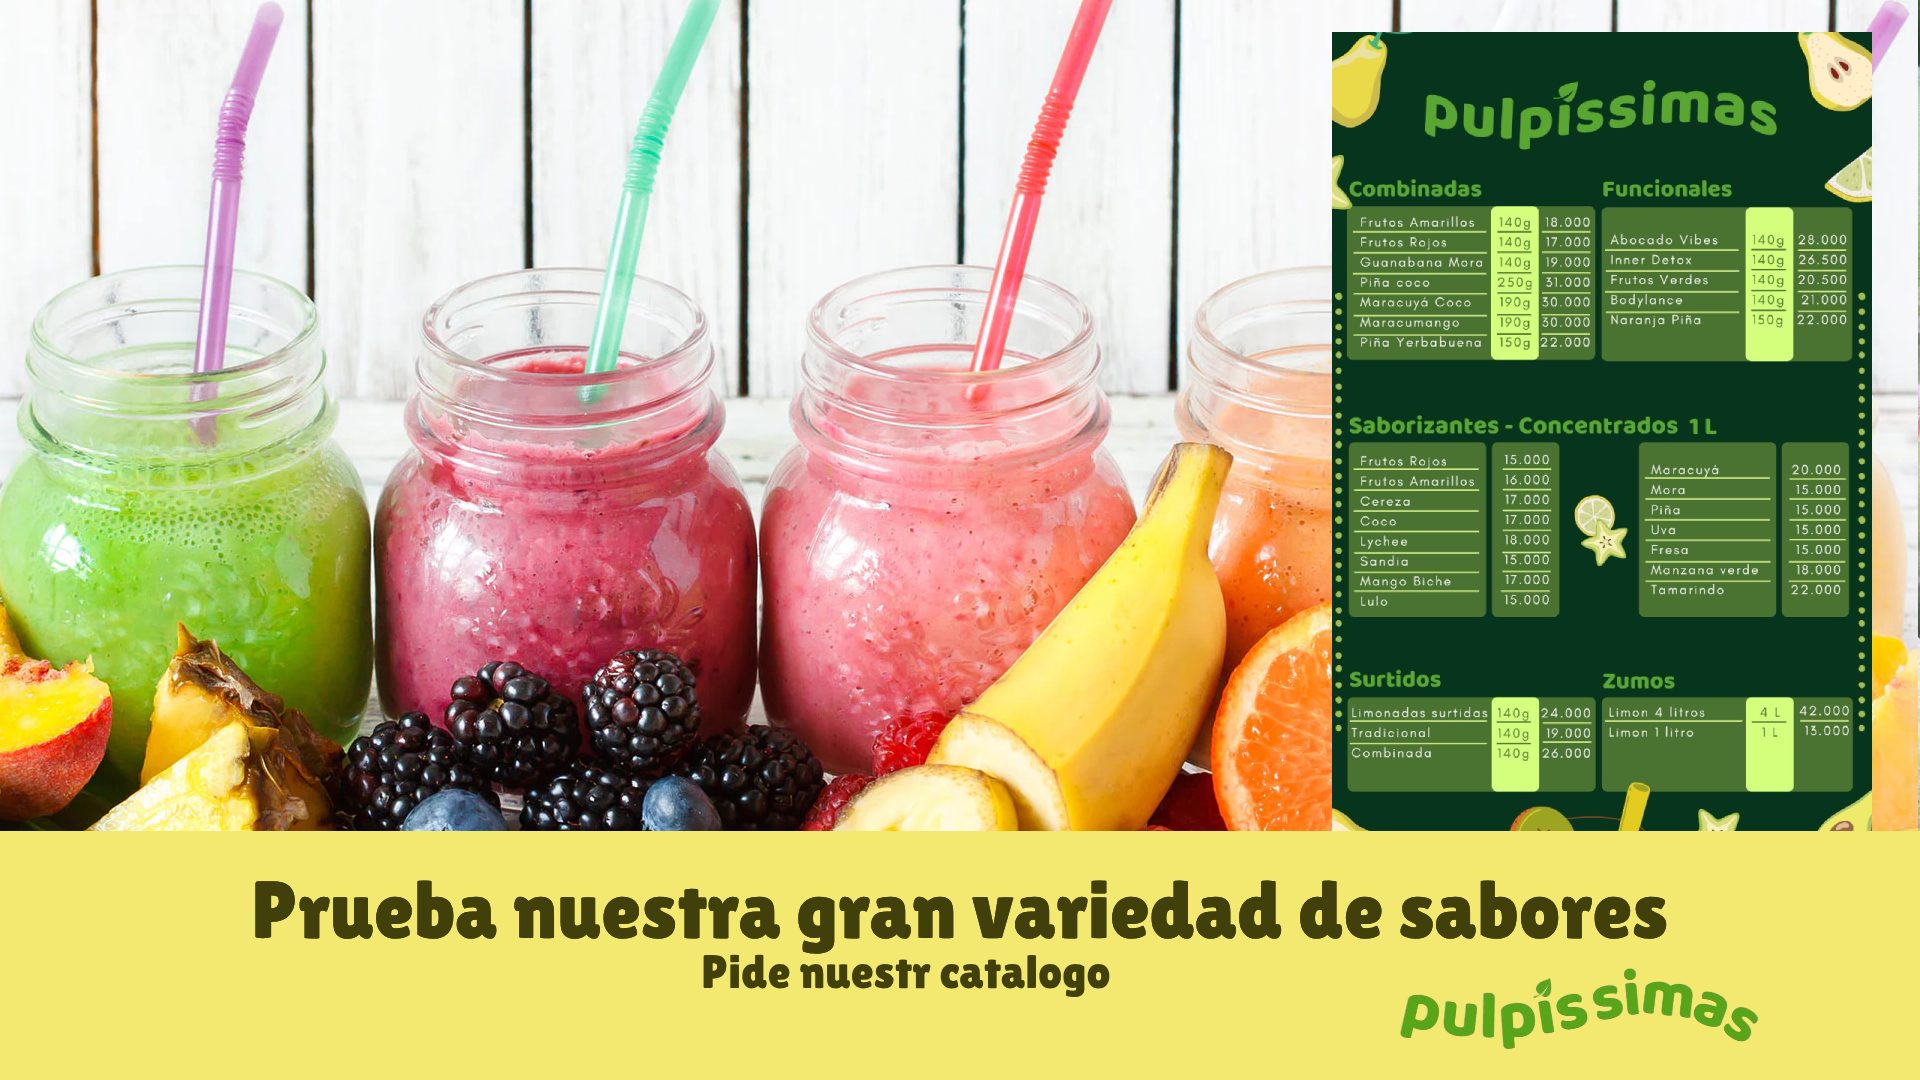 pulpissimas
Combinadas
Frutos Amarillos 140g 18.000
Frutos Rojos 140g 17.000
Guanabana Mora 140g 19.000
Piña coco 250g 31.000
Maracuyá Coco 190g 30.000
Maracumango 190g 30.000
Piña Yerbabuena 150g 22.000
Funcionales
Abocado Vibes 140g 28.000
Inner Detox 140g 26.500
Frutos Verdes 140g 20.500
Bodylance 140g 21.000
Naranja Piña 150g 22.000
Saborizantes - Concentrados 1 L
Frutos Rojos 15.000
Frutos Amarillos 16.000
Cereza 17.000
Coco 17.000
Lychee 18.000
Sandia 15.000
Mango Biche 17.000
Lulo 15.000
Maracuyá 20.000
Mora 15.000
Piña 15.000
Uva 15.000
Fresa 15.000
Manzana verde 18.000
Tamarindo 22.000
Surtidos
Limonadas surtidas 140g 24.000
Tradicional 140g 19.000
Combinada 140g 26.000
Zumos
Limon 4 litros 4 L 42.000
Limon 1 litro 1 L 13.000
Prueba nuestra gran variedad de sabores
Pide nuestr catalogo
pulpissimas